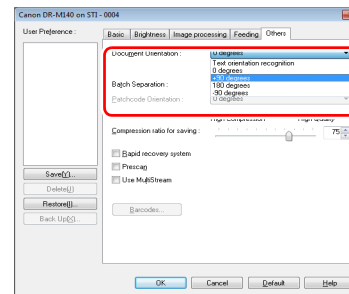 Canon DR-M140 on STI - 0004
User Preference :
Basic Brightness Image processing Feeding Others
Document Orientation : 0 degrees
Text orientation recognition
0 degrees
+90 degrees
180 degrees
-90 degrees
Batch Separation :
Patchcode Orientation : 0 degrees
High Compression High Quality
Compression ratio for saving : 75
Rapid recovery system
Prescan
Use MultiStream
Save(Y)...
Delete(J)
Restore(I)...
Back Up(X)...
Barcodes...
OK Cancel Default Help